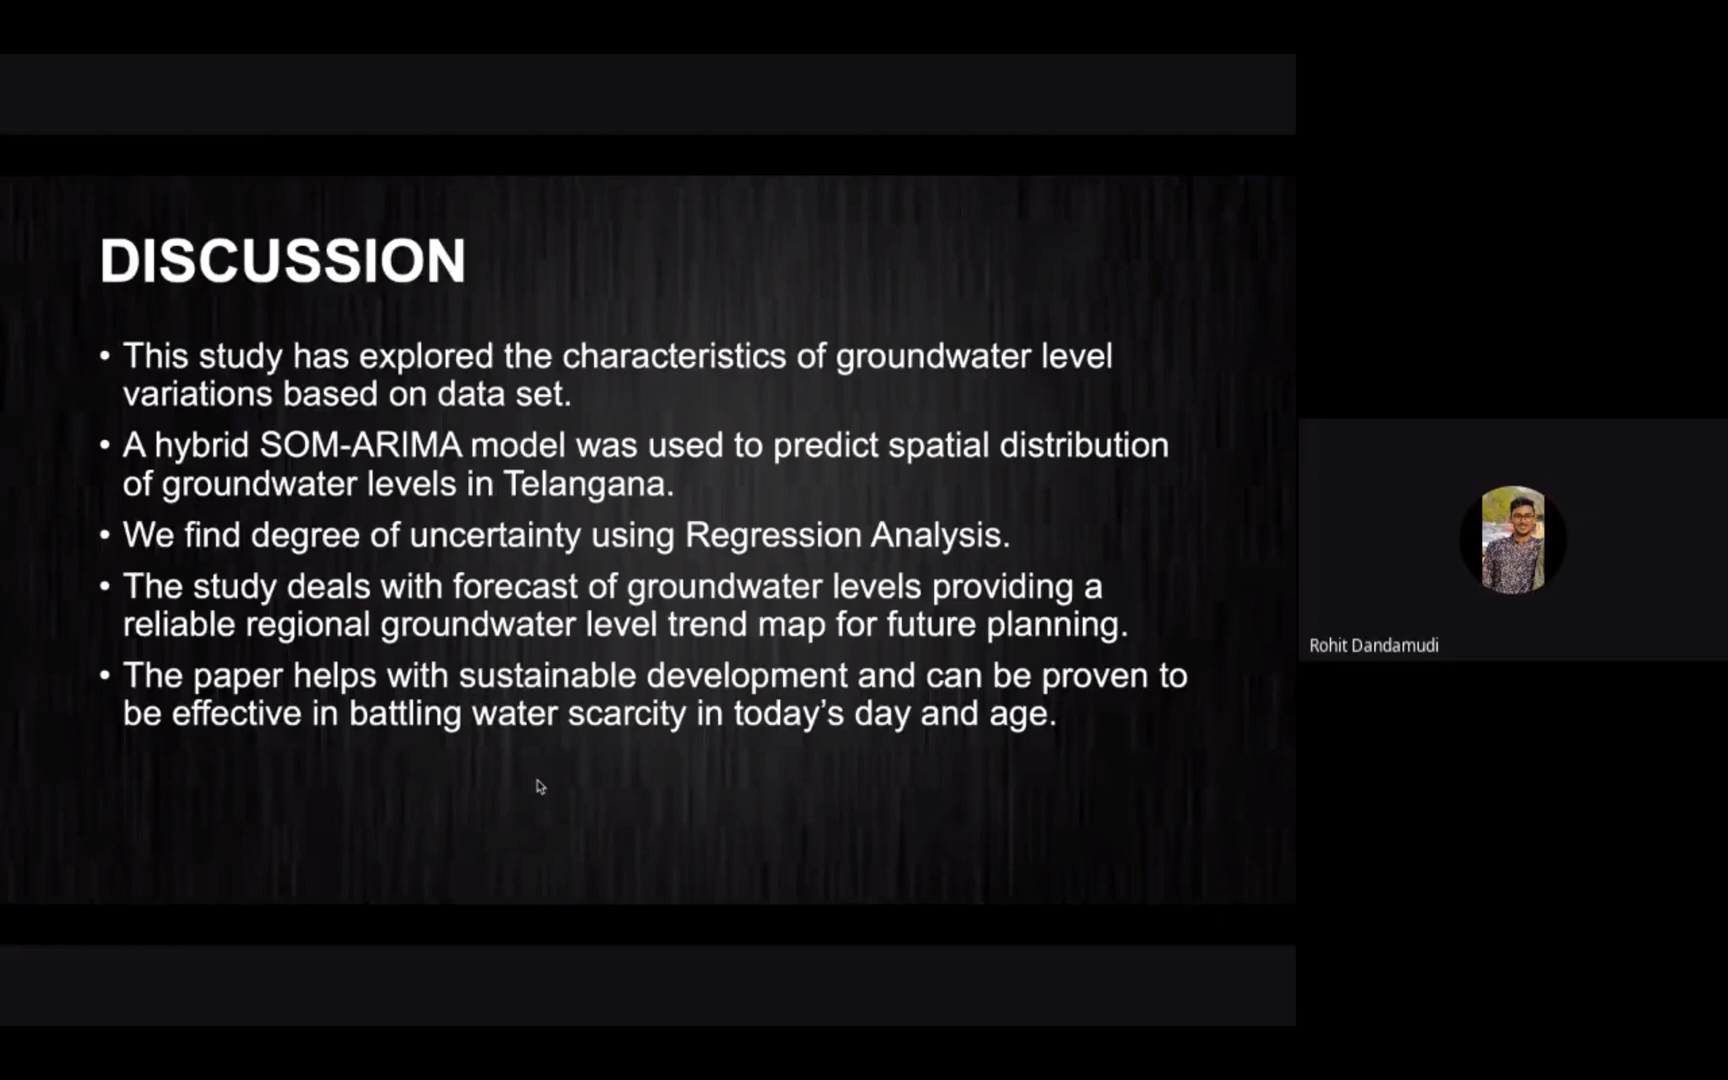 DISCUSSION
• This study has explored the characteristics of groundwater level
variations based on data set.
• A hybrid SOM-ARIMA model was used to predict spatial distribution
of groundwater levels in Telangana.
• We find degree of uncertainty using Regression Analysis.
• The study deals with forecast of groundwater levels providing a
reliable regional groundwater level trend map for future planning.
• The paper helps with sustainable development and can be proven to
be effective in battling water scarcity in today’s day and age.
Rohit Dandamudi